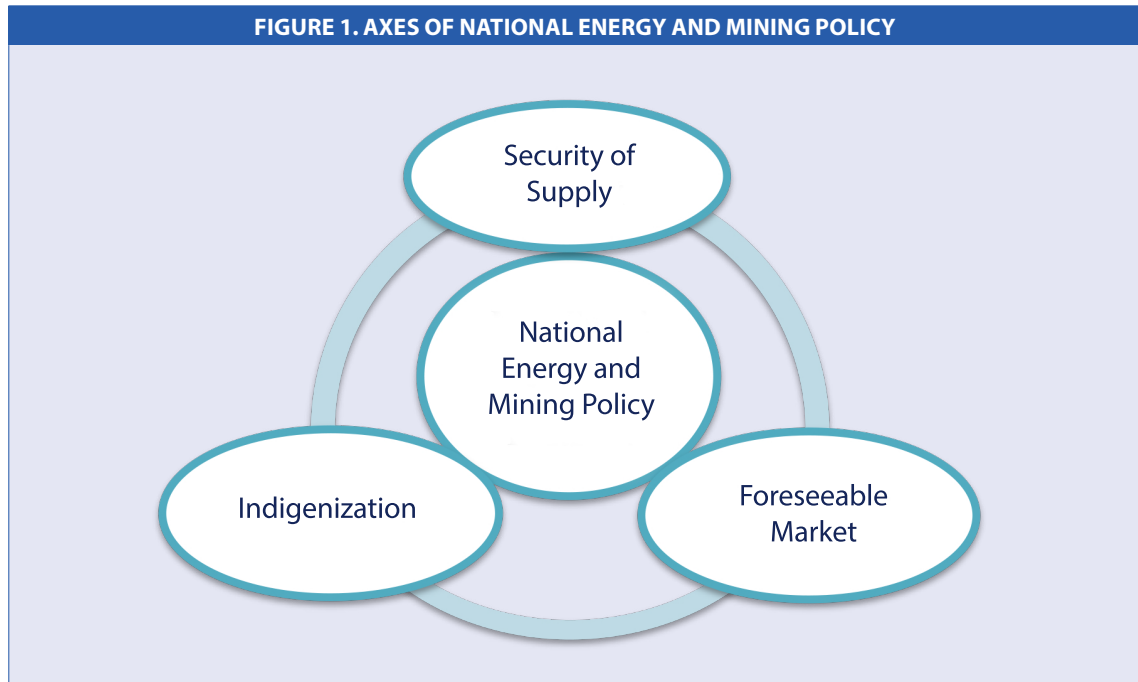 FIGURE 1. AXES OF NATIONAL ENERGY AND MINING POLICY
Security of
Supply
National
Energy and
Mining Policy
Indigenization
Foreseeable
Market